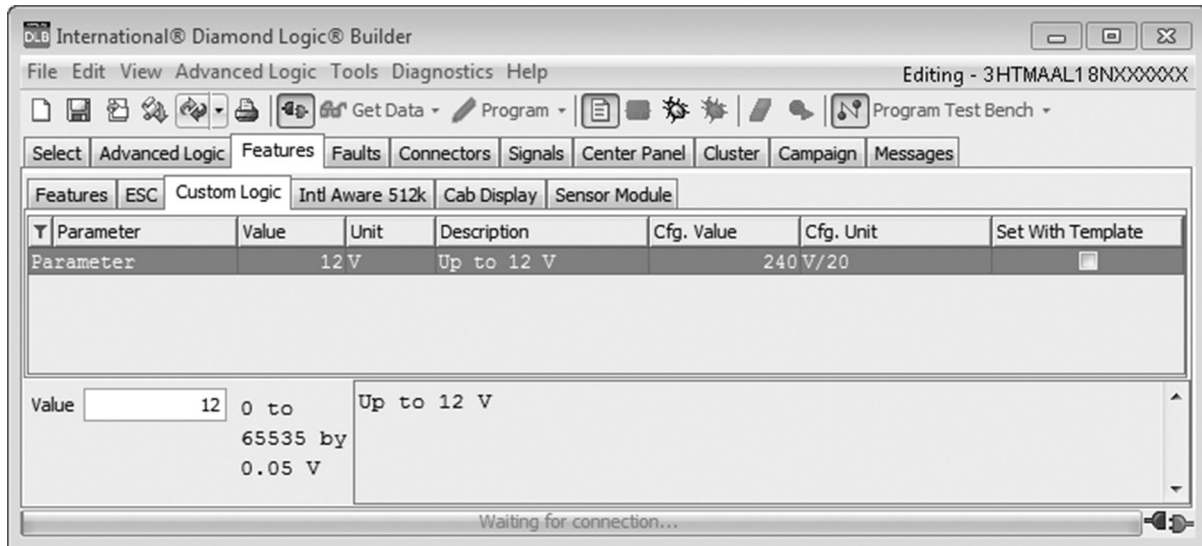 DLB International® Diamond Logic® Builder
File Edit View Advanced Logic Tools Diagnostics Help Editing - 3HTMAAL18NXXXXXX
Get Data Program Program Test Bench
Select Advanced Logic Features Faults Connectors Signals Center Panel Cluster Campaign Messages
Features ESC Custom Logic Intl Aware 512k Cab Display Sensor Module
Parameter Value Unit Description Cfg. Value Cfg. Unit Set With Template
Parameter 12 V Up to 12 V 240 V/20
Value 12 0 to Up to 12 V
65535 by
0.05 V
Waiting for connection...